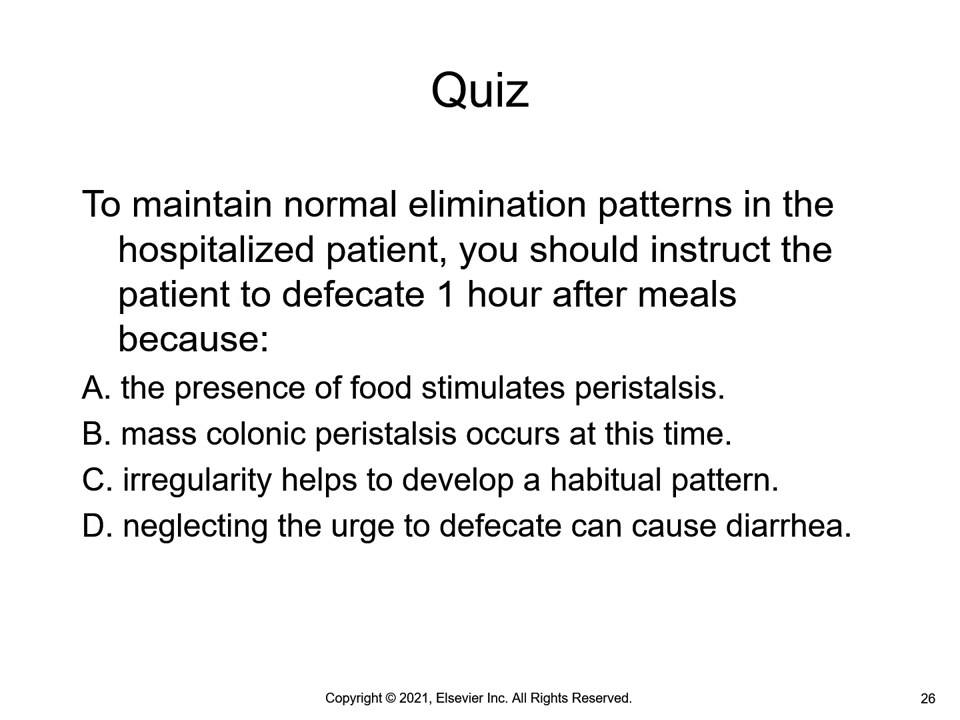 Quiz
To maintain normal elimination patterns in the
hospitalized patient, you should instruct the
patient to defecate 1 hour after meals
because:
A. the presence of food stimulates peristalsis.
B. mass colonic peristalsis occurs at this time.
C. irregularity helps to develop a habitual pattern.
D. neglecting the urge to defecate can cause diarrhea.
Copyright © 2021, Elsevier Inc. All Rights Reserved.
26